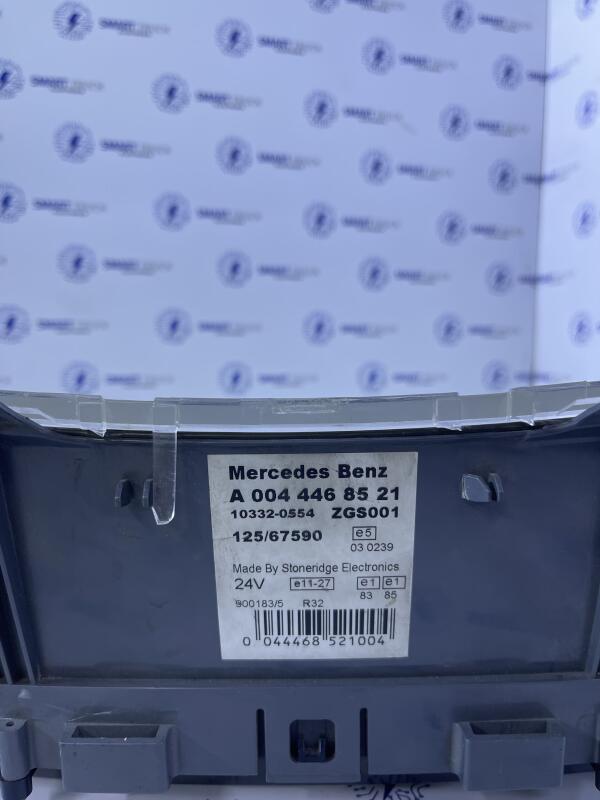 Mercedes Benz
A 004 446 85 21
10332-0554 ZGS001
125/67590 e5
03 0239
Made By Stoneridge Electronics
24V e11-27 e1 e1
83 85
900183/5 R32
0 044468 521004